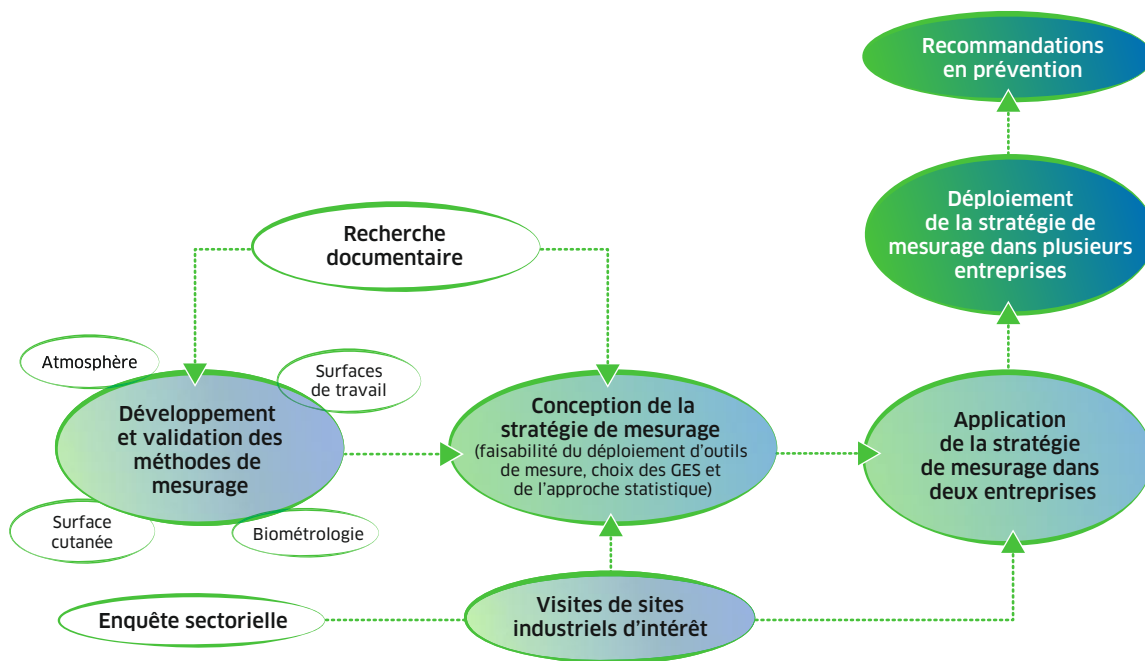 Recommandations
en prévention
Déploiement
de la stratégie de
mesurage dans plusieurs
entreprises
Recherche
documentaire
Atmosphère
Surfaces
de travail
Développement
et validation des
méthodes de
mesurage
Surface
cutanée
Biométrologie
Conception de la
stratégie de mesurage
(faisabilité du déploiement d'outils
de mesure, choix des GES et
de l'approche statistique)
Application
de la stratégie
de mesurage dans
deux entreprises
Enquête sectorielle
Visites de sites
industriels d'intérêt